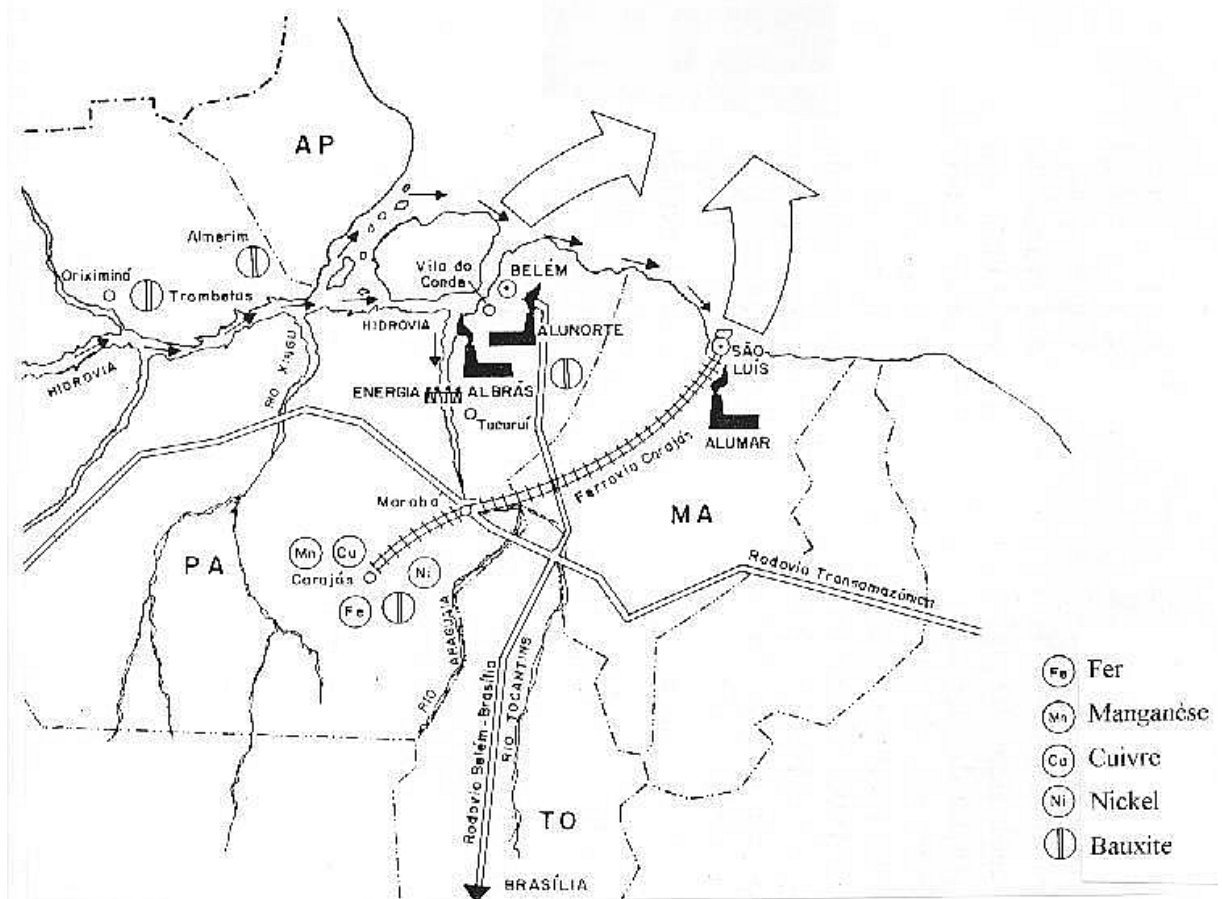 AP
Almerim
Oriximiná
Trombetas
HIDROVIA
RIO XINGU
Vila do
Conde
BELÉM
HIDROVIA
ALUNORTE
ENERGIA
ALBRÁS
Tucuruí
SÃO
LUÍS
ALUMAR
Ferrovia Carajás
Marabá
MA
PA
Mn
Cu
Carajás
Ni
Fe
RIO ARAGUAIA
Rodovia Transamazônica
Rodovia Belém-Brasília
RIO TOCANTINS
TO
BRASÍLIA
Fe Fer
Mn Manganèse
Cu Cuivre
Ni Nickel
Bauxite